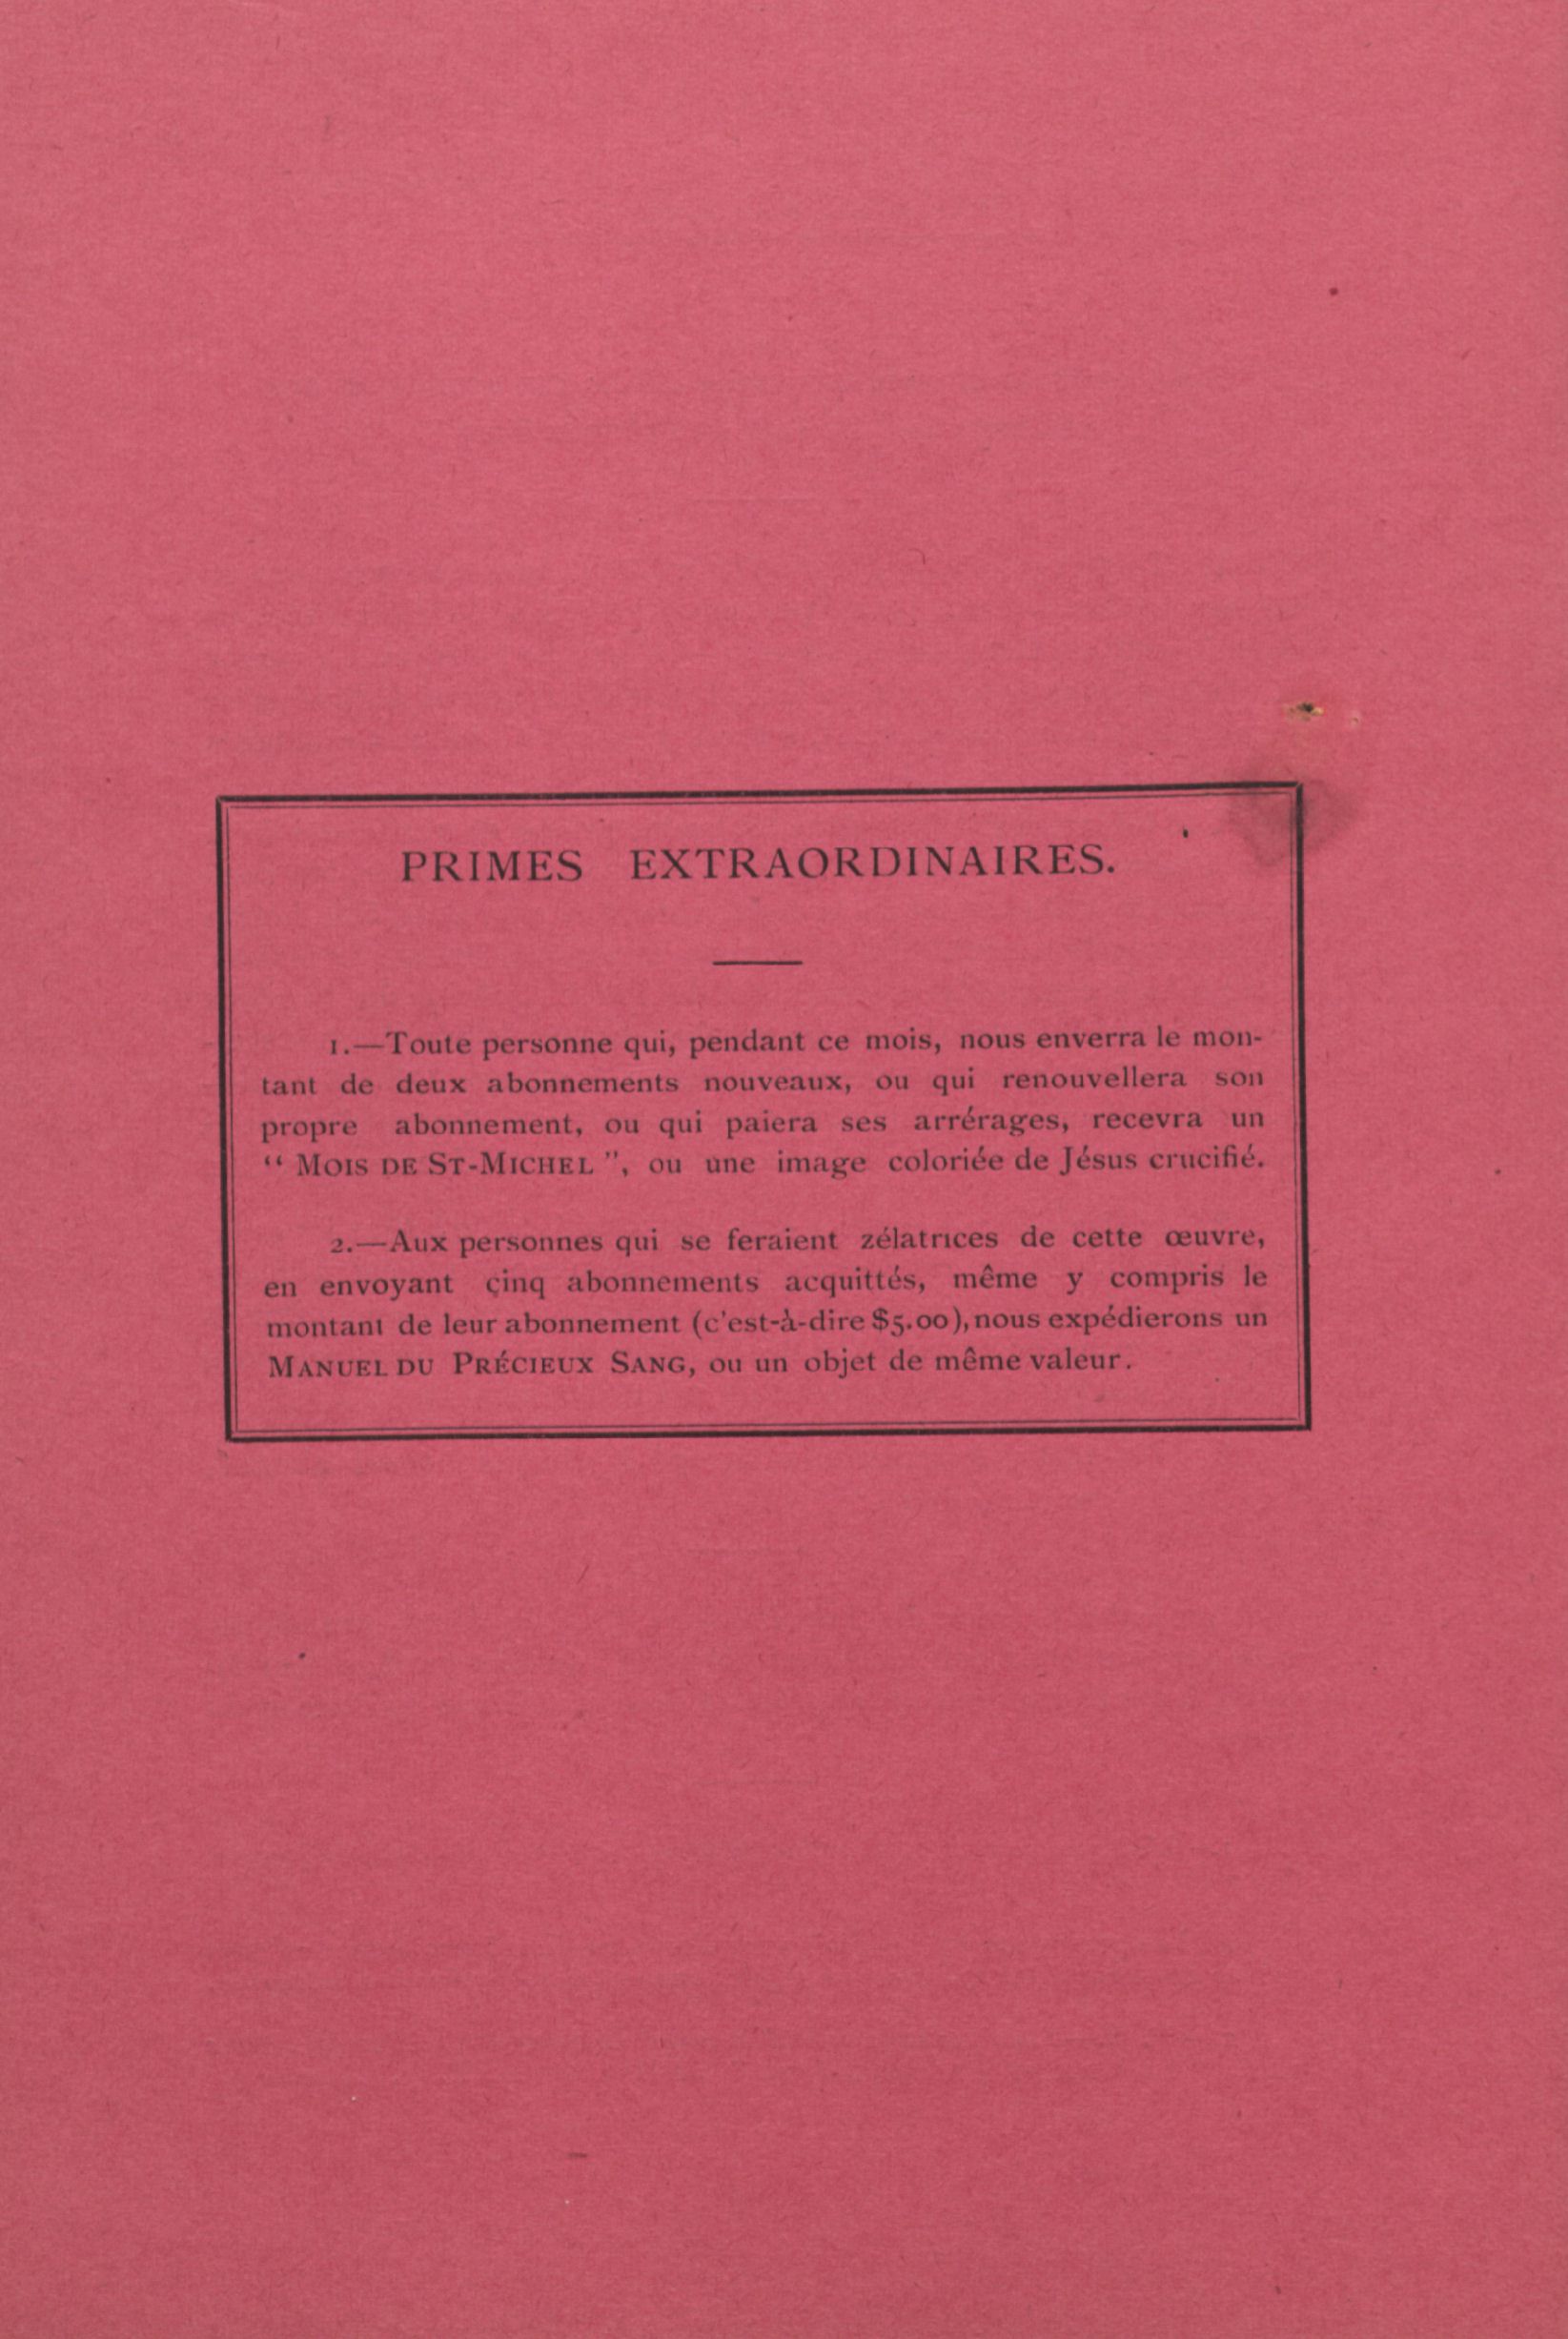 PRIMES EXTRAORDINAIRES.
1.—Toute personne qui, pendant ce mois, nous enverra le mon-
tant de deux abonnements nouveaux, ou qui renouvellera son
propre abonnement, ou qui paiera ses arrérages, recevra un
“ MOIS DE ST-MICHEL ”, ou une image coloriée de Jésus crucifié.
2.—Aux personnes qui se feraient zélatrices de cette œuvre,
en envoyant çinq abonnements acquittés, même y compris le
montant de leur abonnement (c'est-à-dire $5.00), nous expédierons un
MANUEL DU PRÉCIEUX SANG, ou un objet de même valeur.